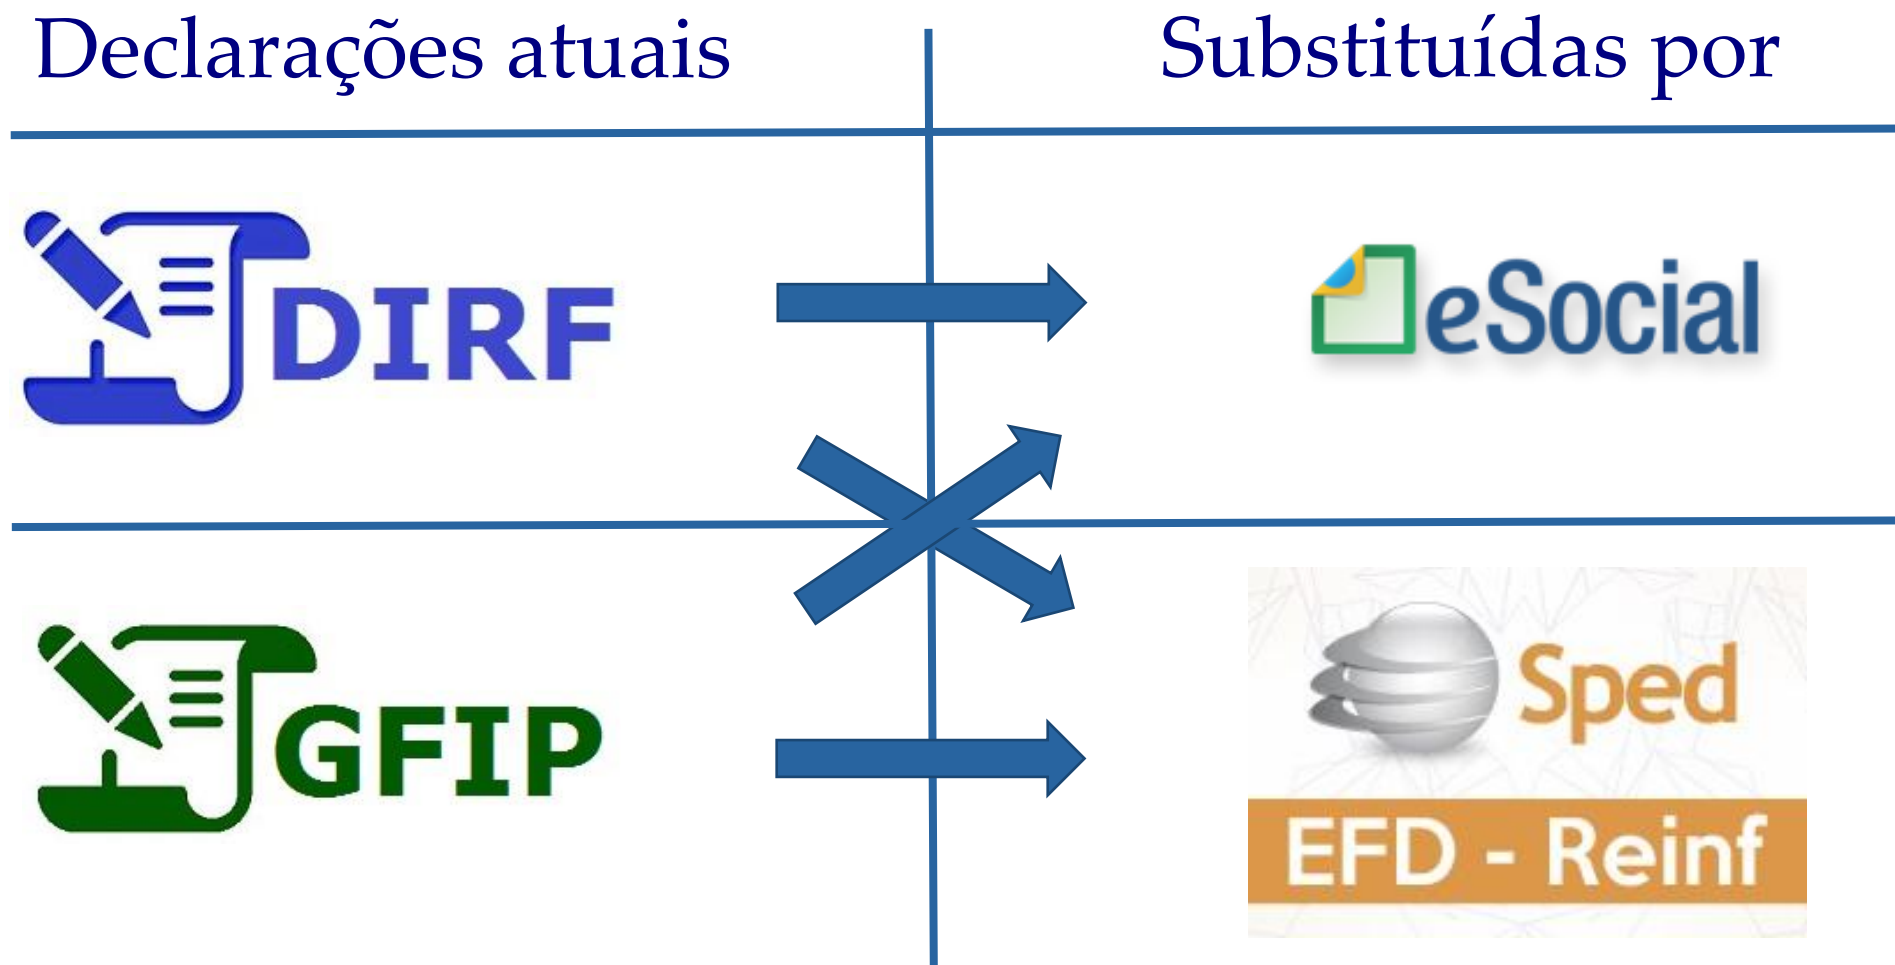 Declarações atuais
Substituídas por
DIRF
eSocial
GFIP
Sped
EFD - Reinf